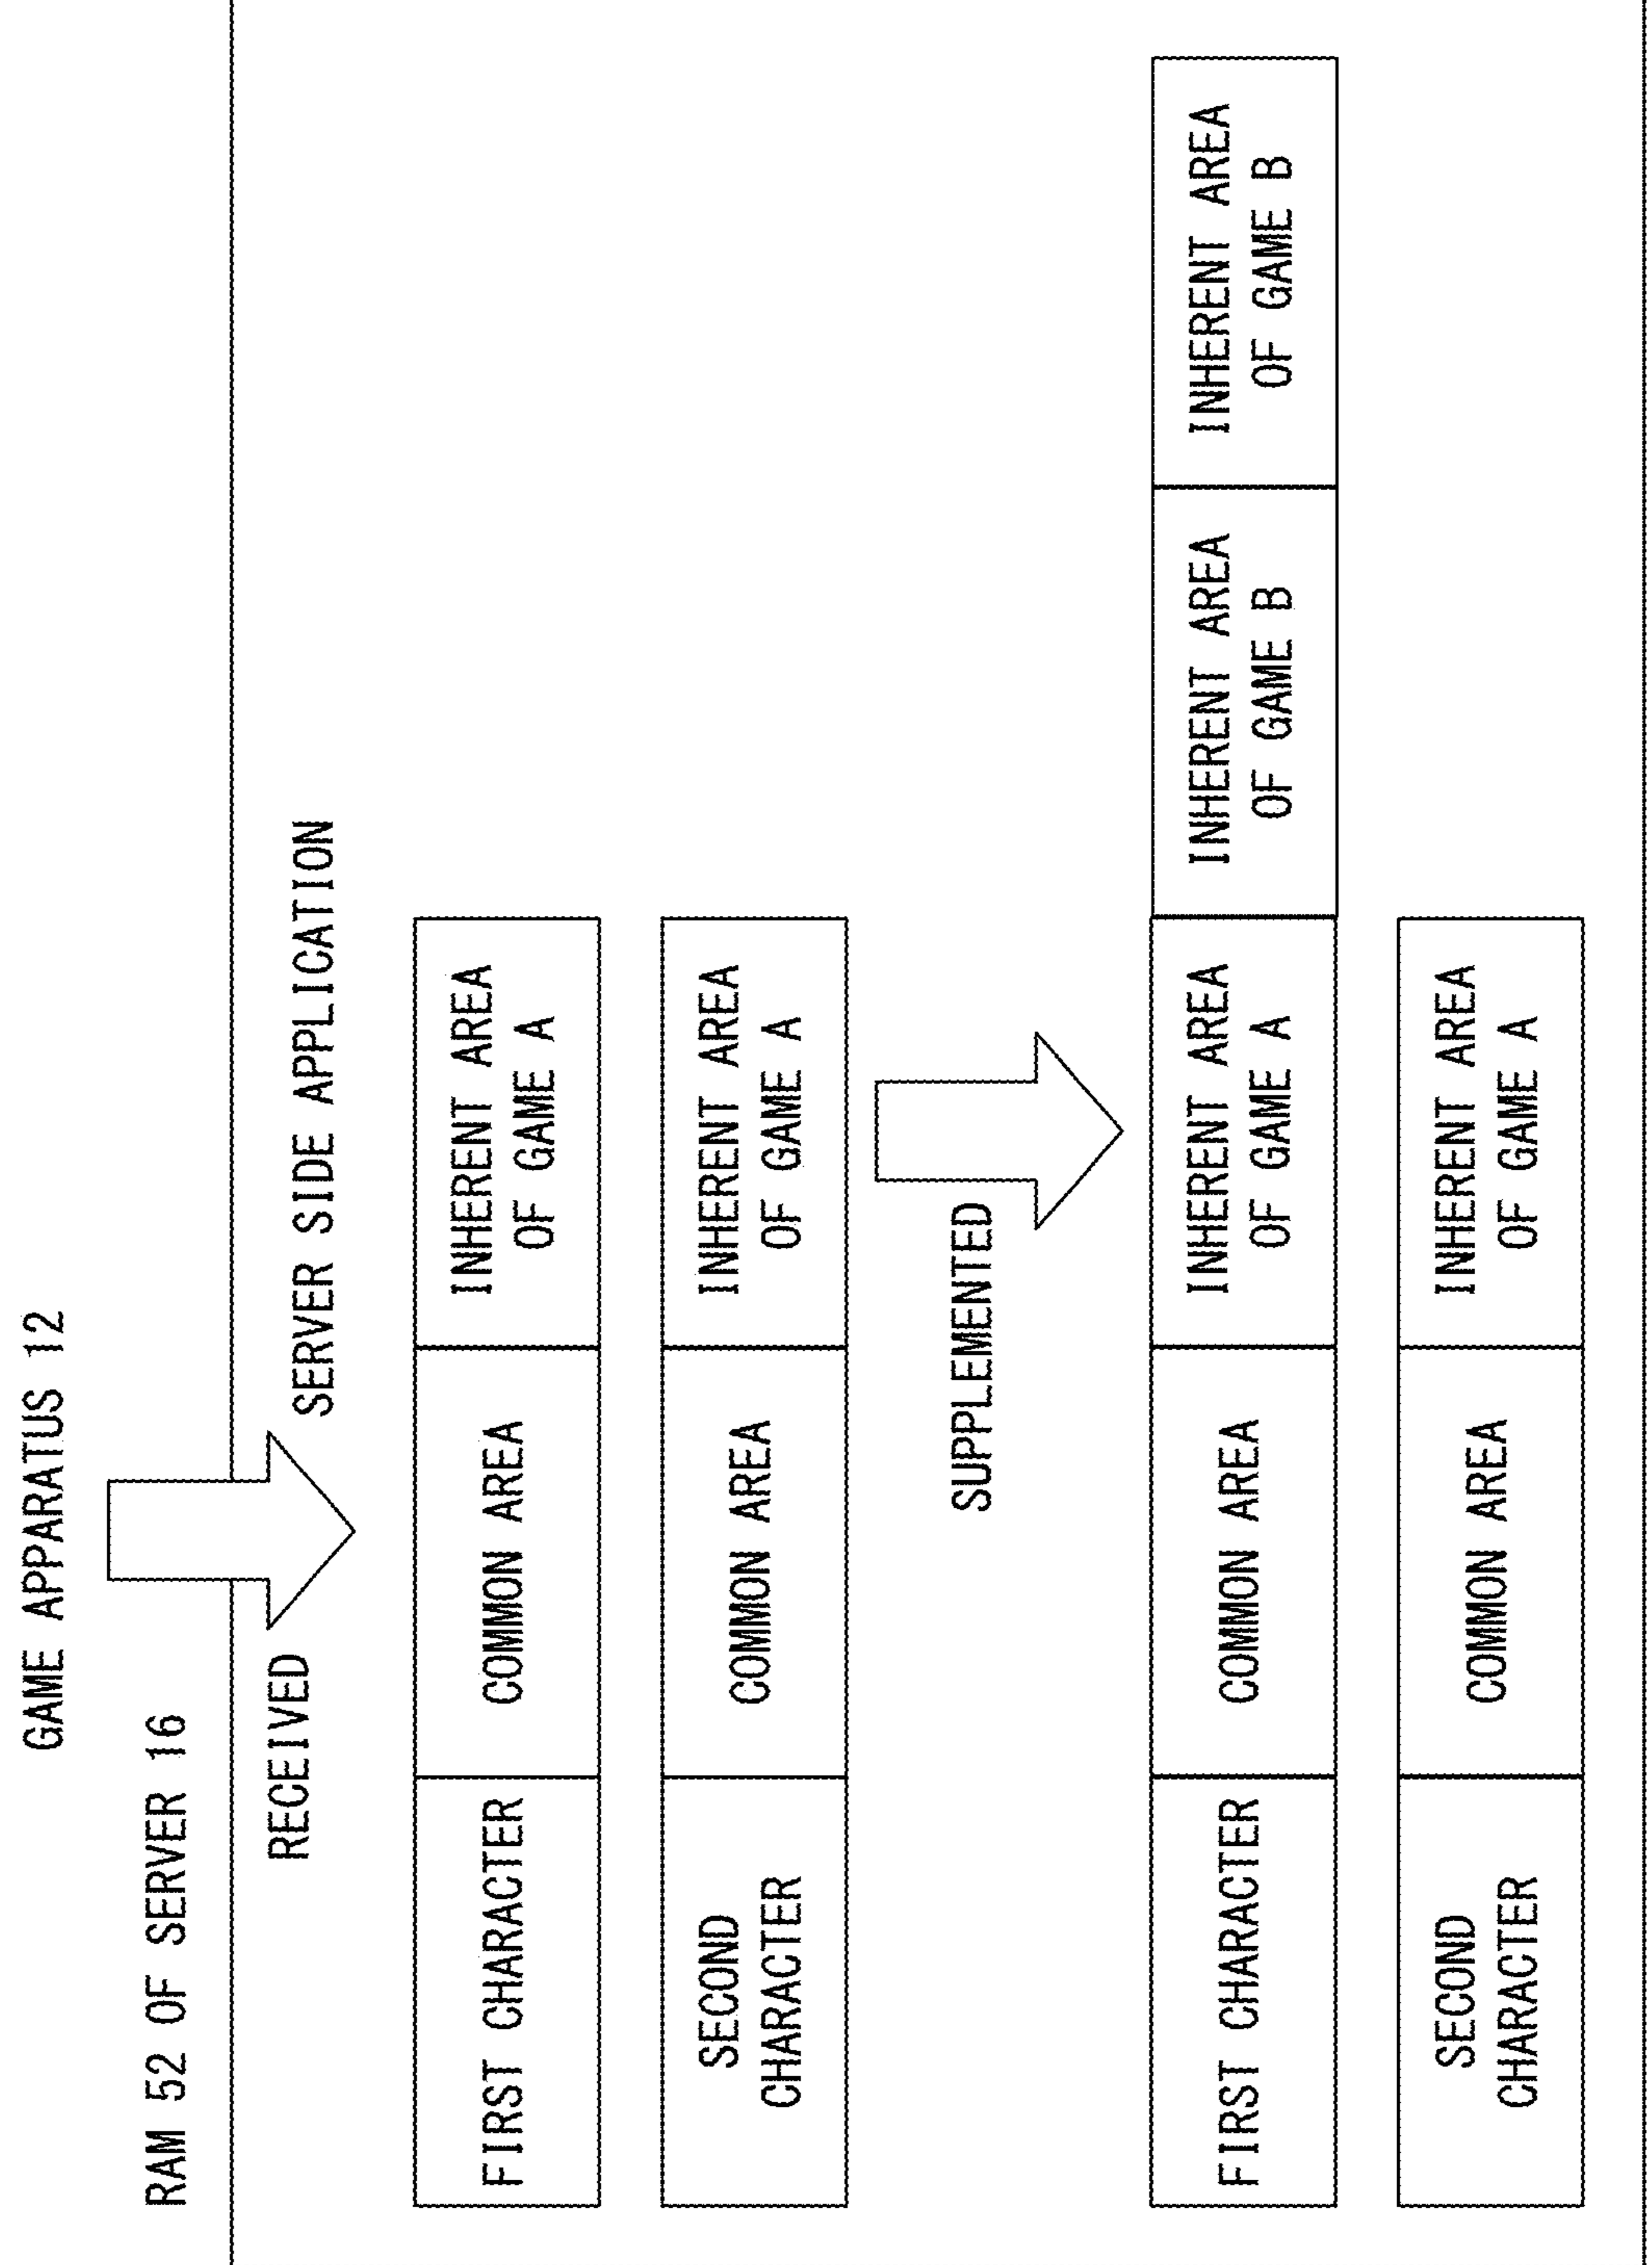 GAME APPARATUS 12
RAM 52 OF SERVER 16
RECEIVED
SERVER SIDE APPLICATION
FIRST CHARACTER
COMMON AREA
INHERENT AREA
OF GAME A
SECOND
CHARACTER
COMMON AREA
INHERENT AREA
OF GAME A
SUPPLEMENTED
FIRST CHARACTER
COMMON AREA
INHERENT AREA
OF GAME A
INHERENT AREA
OF GAME B
INHERENT AREA
OF GAME B
SECOND
CHARACTER
COMMON AREA
INHERENT AREA
OF GAME A